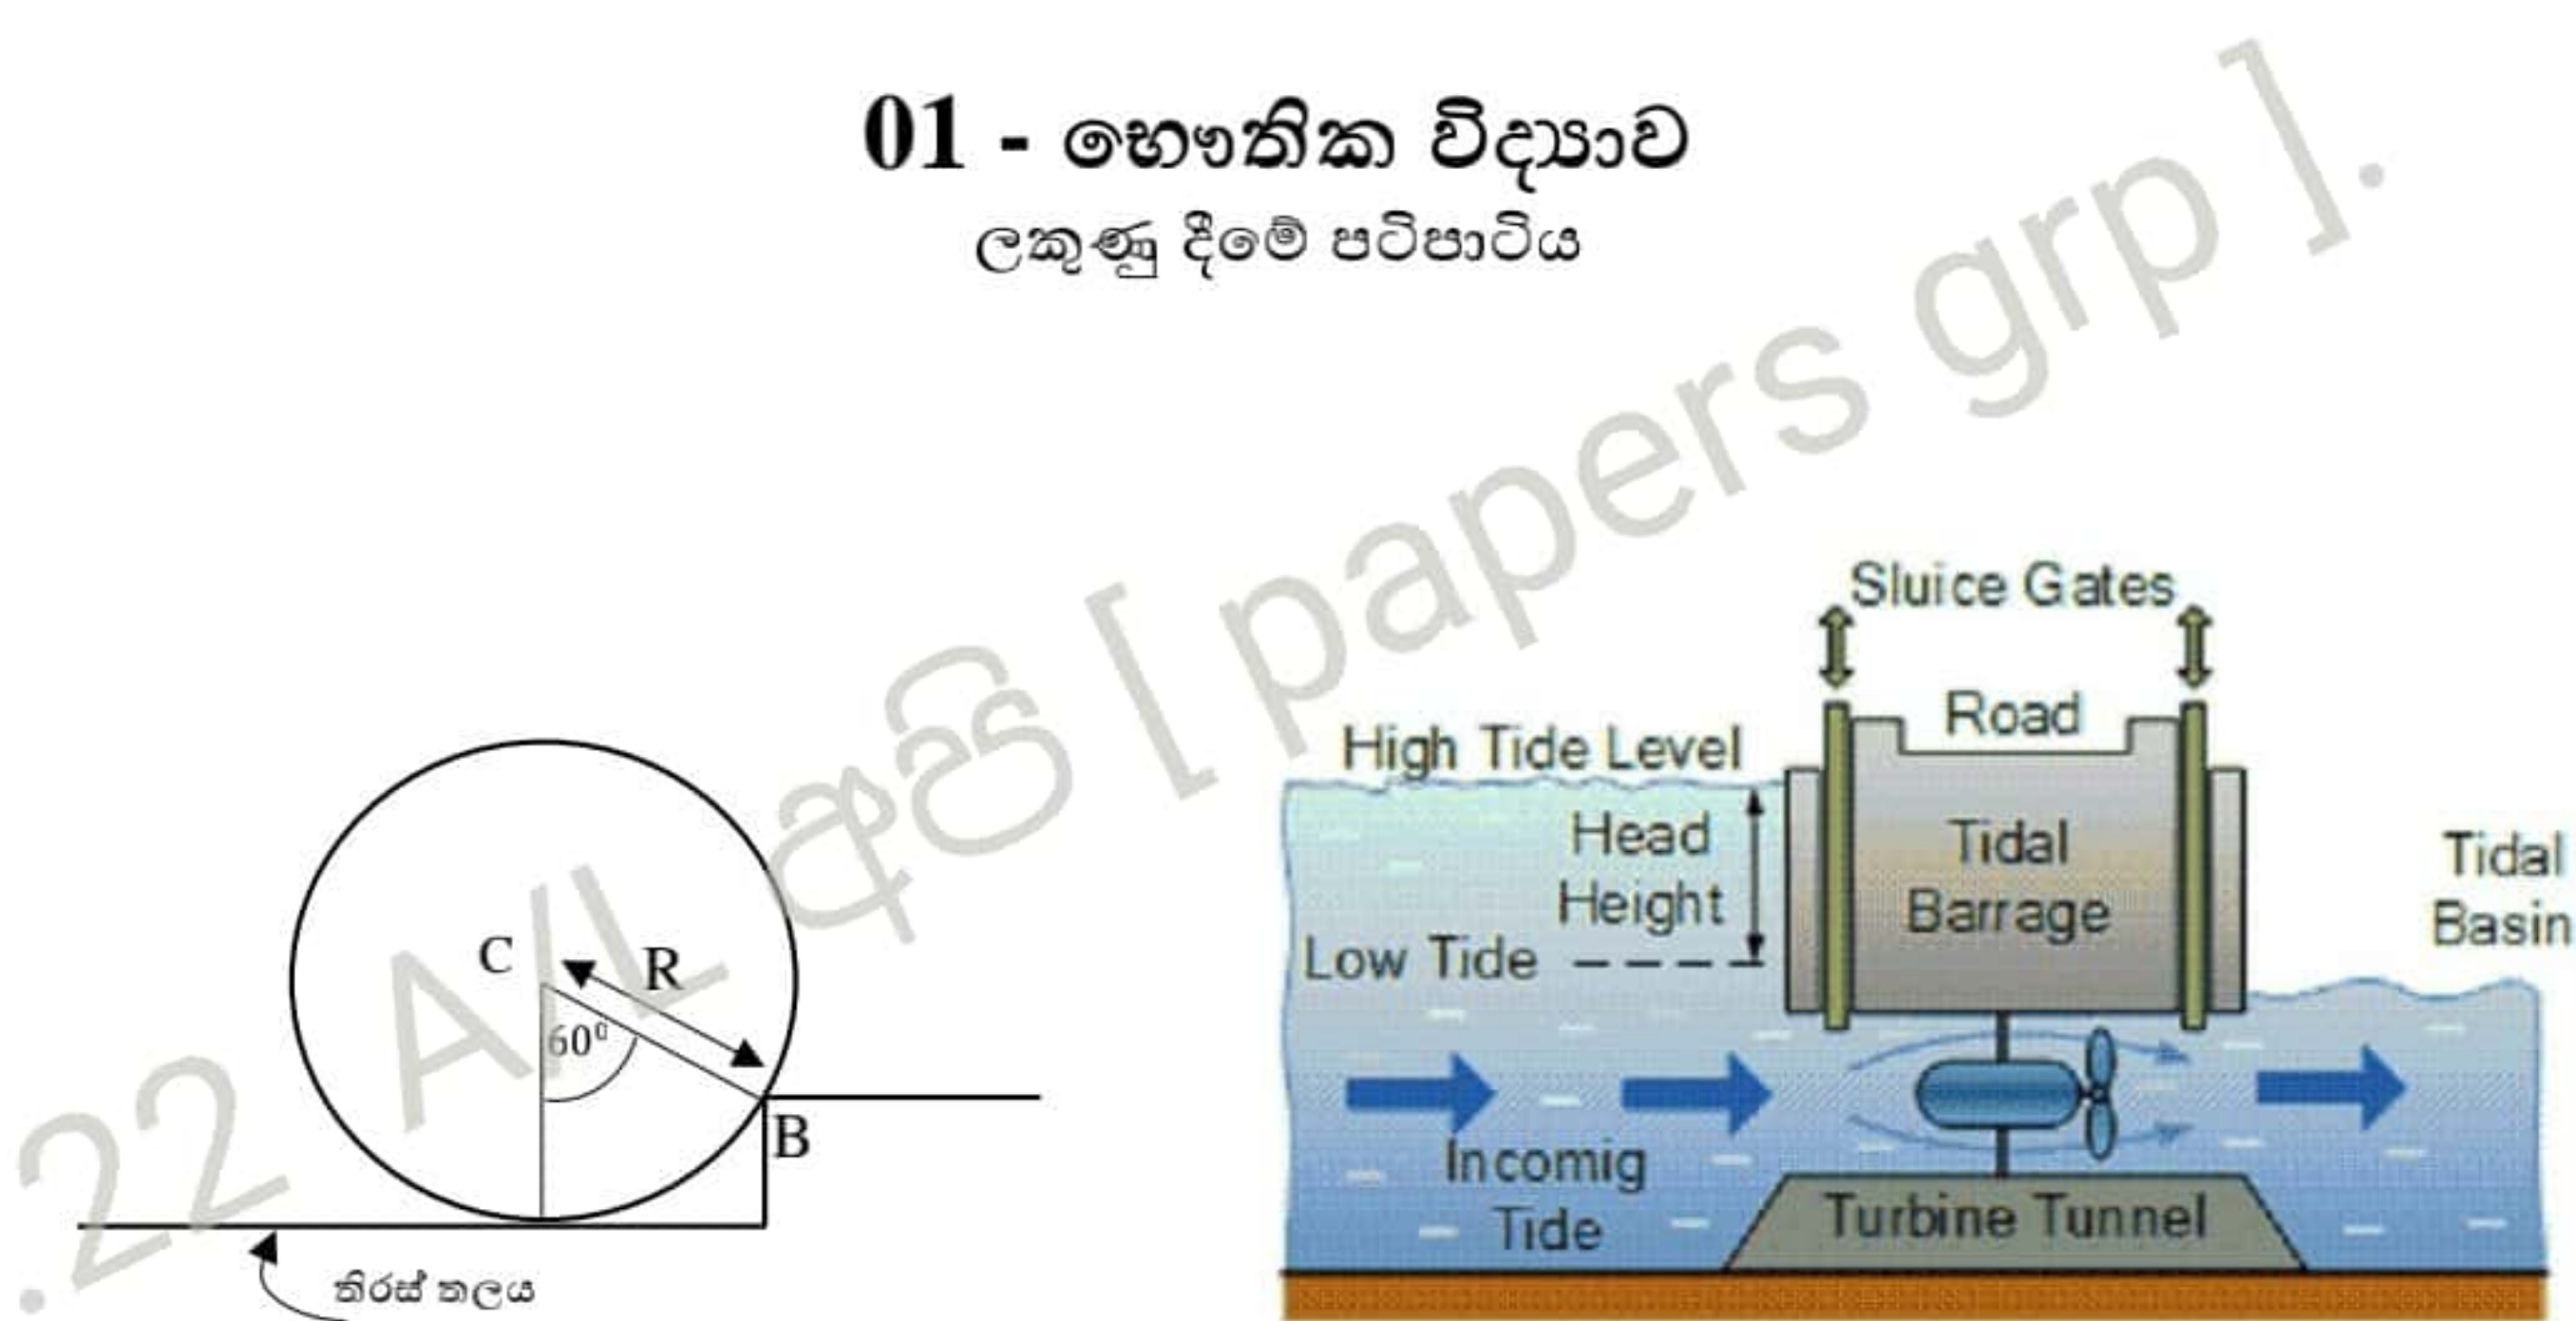 01 - භෞතික විද්‍යාව
ලකුණු දීමේ පටිපාටිය
.22 A/L අපි [ papers grp ].
C
R
60⁰
B
තිරස් තලය
Sluice Gates
Road
High Tide Level
Head
Height
Tidal
Barrage
Low Tide
Tidal
Basin
Incomig
Tide
Turbine Tunnel